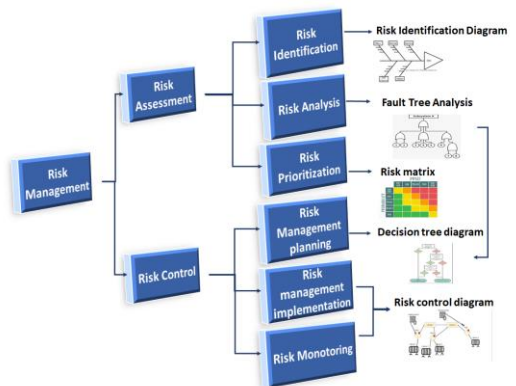 Risk
Identification
Risk Identification Diagram
Risk
Assessment
Risk Analysis
Fault Tree Analysis
Risk
Prioritization
Risk matrix
Risk
Management
Risk
Management
planning
Decision tree diagram
Risk Control
Risk
management
implementation
Risk control diagram
Risk Monotoring